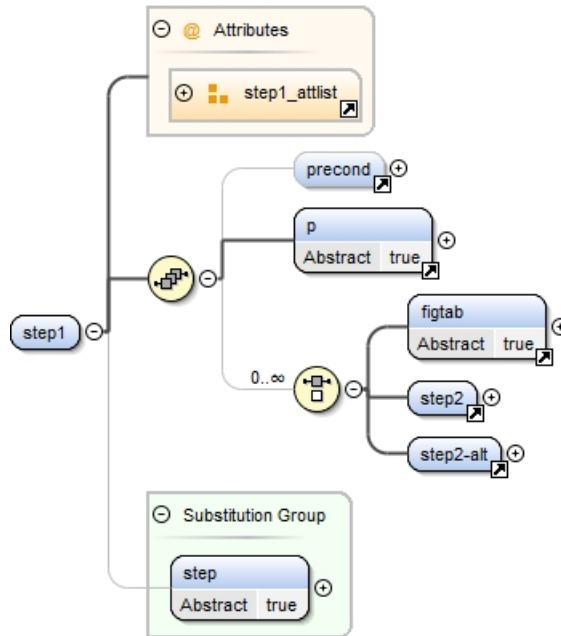 @ Attributes
step1_attlist
precond
p
Abstract true
step1
0..∞
figtab
Abstract true
step2
step2-alt
Substitution Group
step
Abstract true